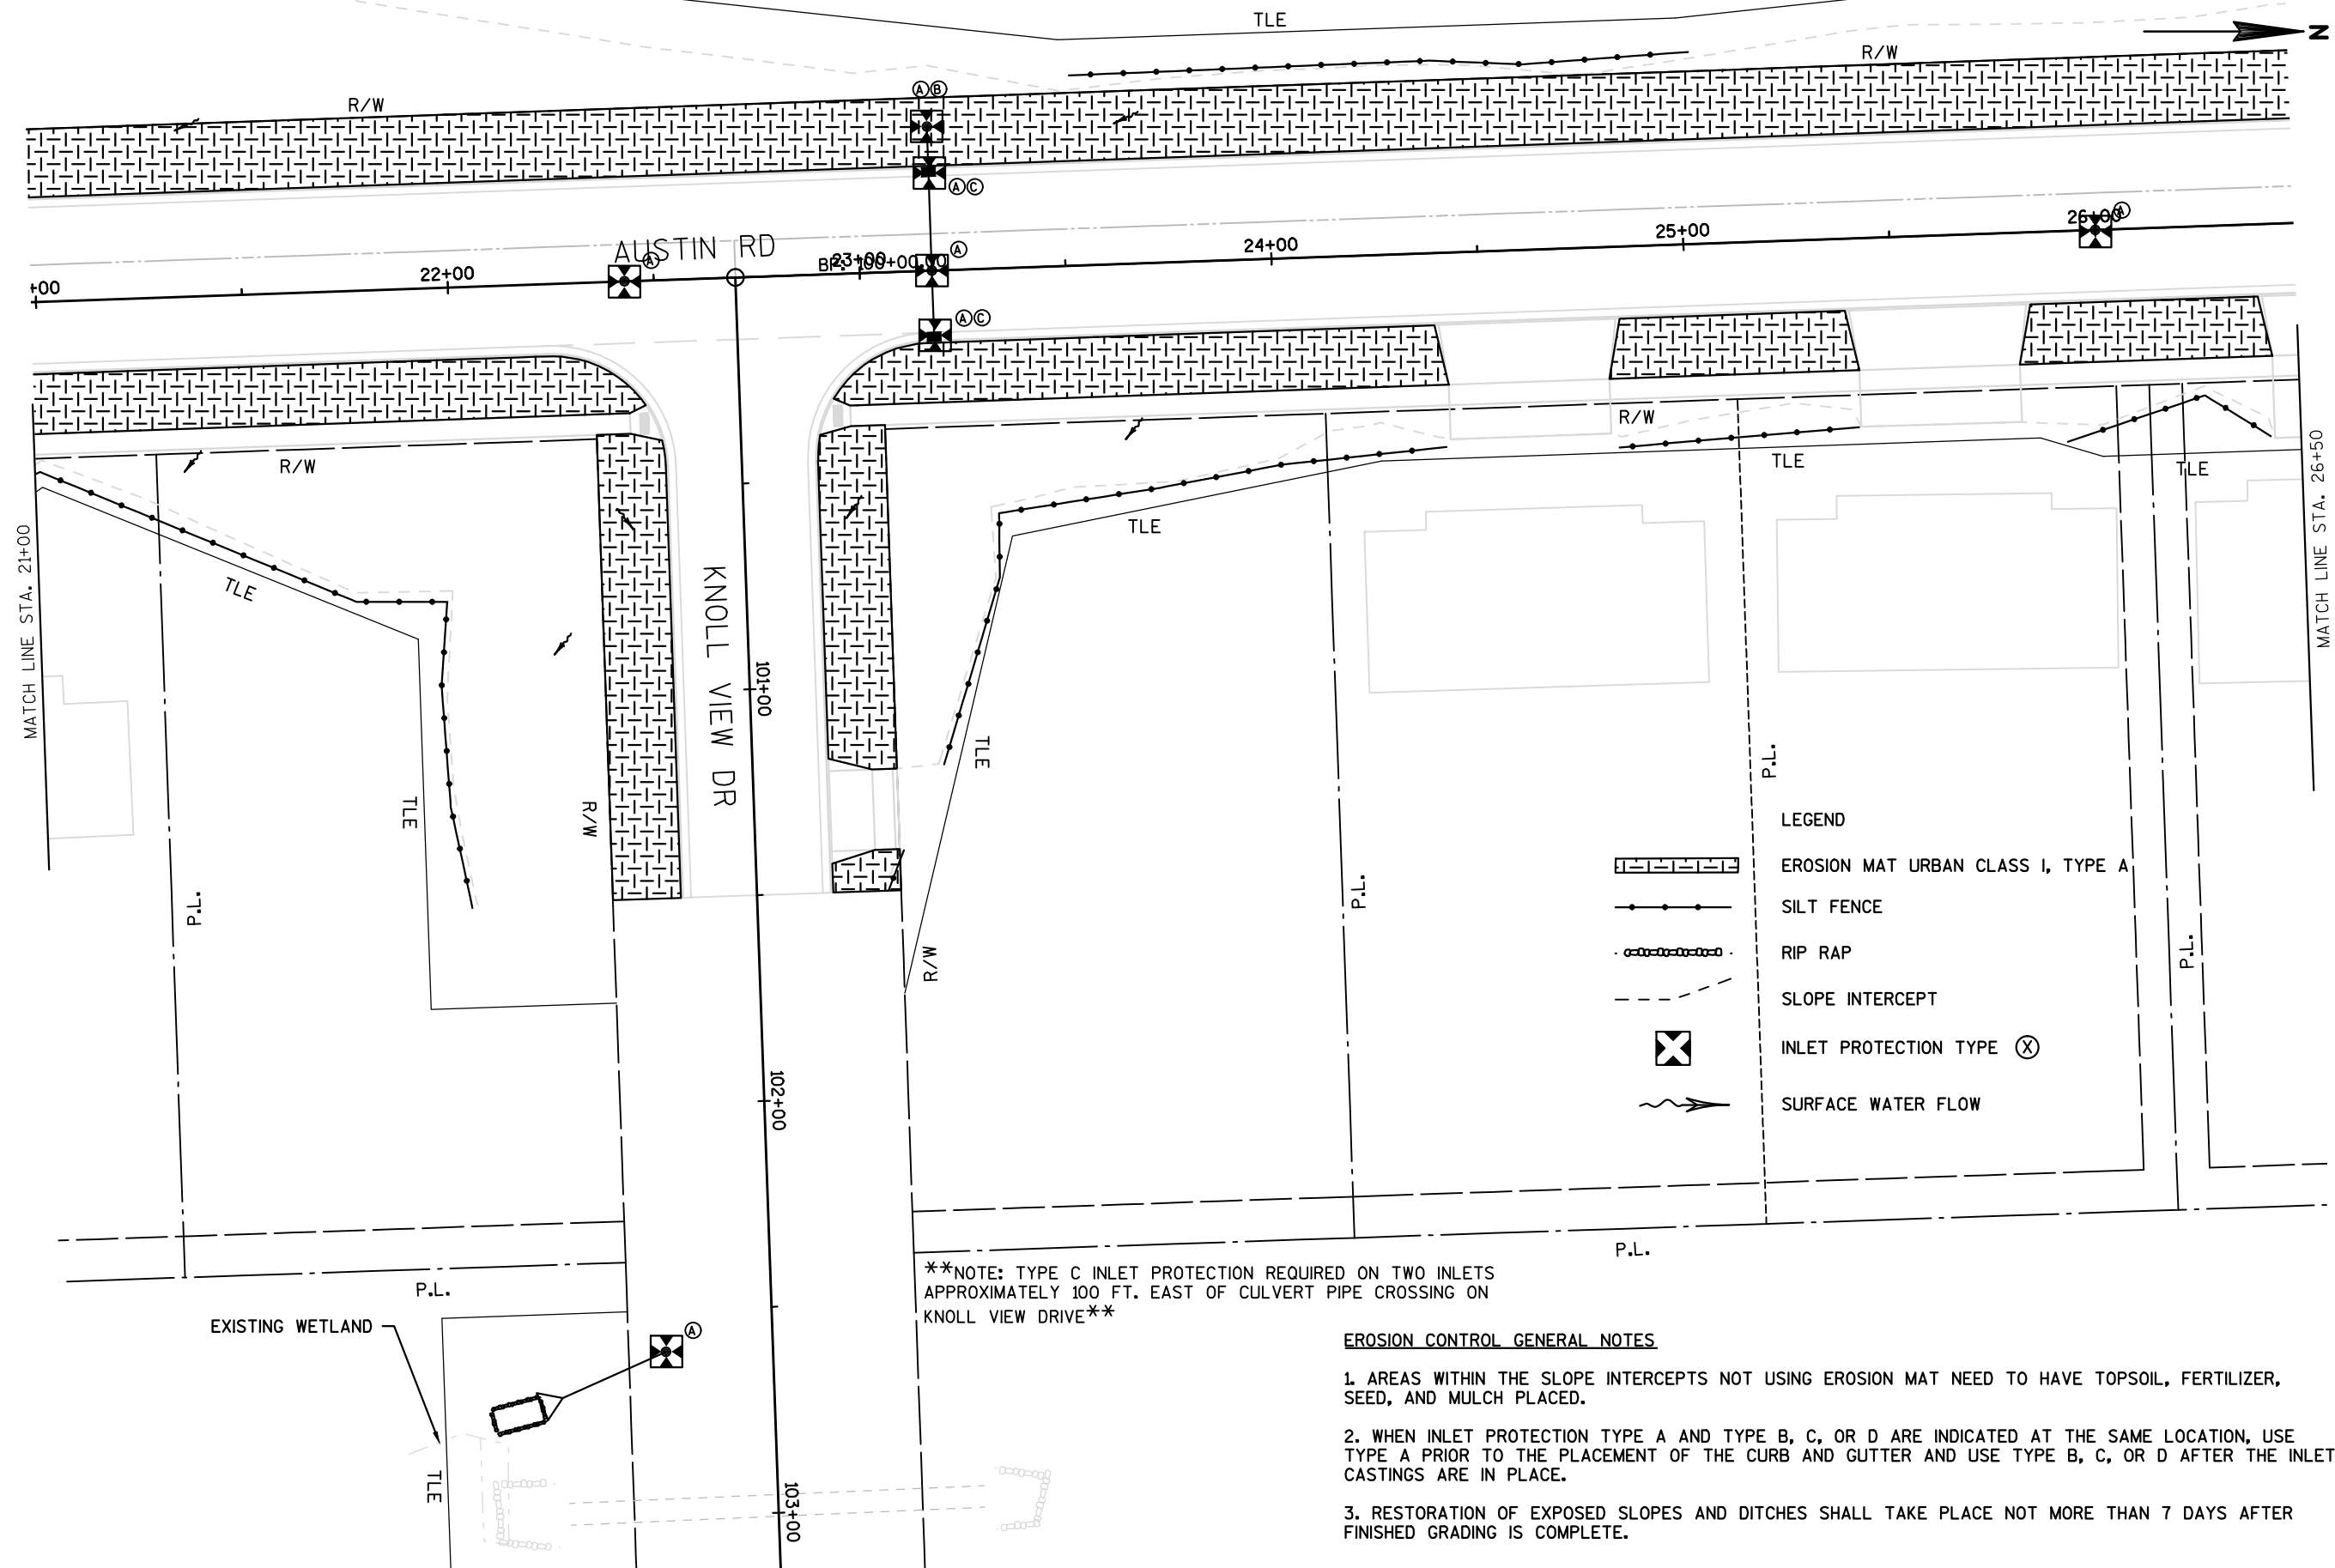 TLE
N
R/W
R/W
A B
A C
AUSTIN RD
A
BP: 100+00.00
23+00
A
24+00
25+00
26+00
A
22+00
+00
A C
R/W
R/W
TLE
TLE
TLE
MATCH LINE STA. 21+00
MATCH LINE STA. 26+50
TLE
KNOLL VIEW DR
101+00
TLE
TLE
R/W
P.L.
P.L.
P.L.
P.L.
R/W
LEGEND
EROSION MAT URBAN CLASS I, TYPE A
SILT FENCE
RIP RAP
SLOPE INTERCEPT
INLET PROTECTION TYPE X
SURFACE WATER FLOW
102+00
P.L.
P.L.
**NOTE: TYPE C INLET PROTECTION REQUIRED ON TWO INLETS
APPROXIMATELY 100 FT. EAST OF CULVERT PIPE CROSSING ON
KNOLL VIEW DRIVE**
EXISTING WETLAND
A
TLE
103+00
EROSION CONTROL GENERAL NOTES
1. AREAS WITHIN THE SLOPE INTERCEPTS NOT USING EROSION MAT NEED TO HAVE TOPSOIL, FERTILIZER,
SEED, AND MULCH PLACED.
2. WHEN INLET PROTECTION TYPE A AND TYPE B, C, OR D ARE INDICATED AT THE SAME LOCATION, USE
TYPE A PRIOR TO THE PLACEMENT OF THE CURB AND GUTTER AND USE TYPE B, C, OR D AFTER THE INLET
CASTINGS ARE IN PLACE.
3. RESTORATION OF EXPOSED SLOPES AND DITCHES SHALL TAKE PLACE NOT MORE THAN 7 DAYS AFTER
FINISHED GRADING IS COMPLETE.